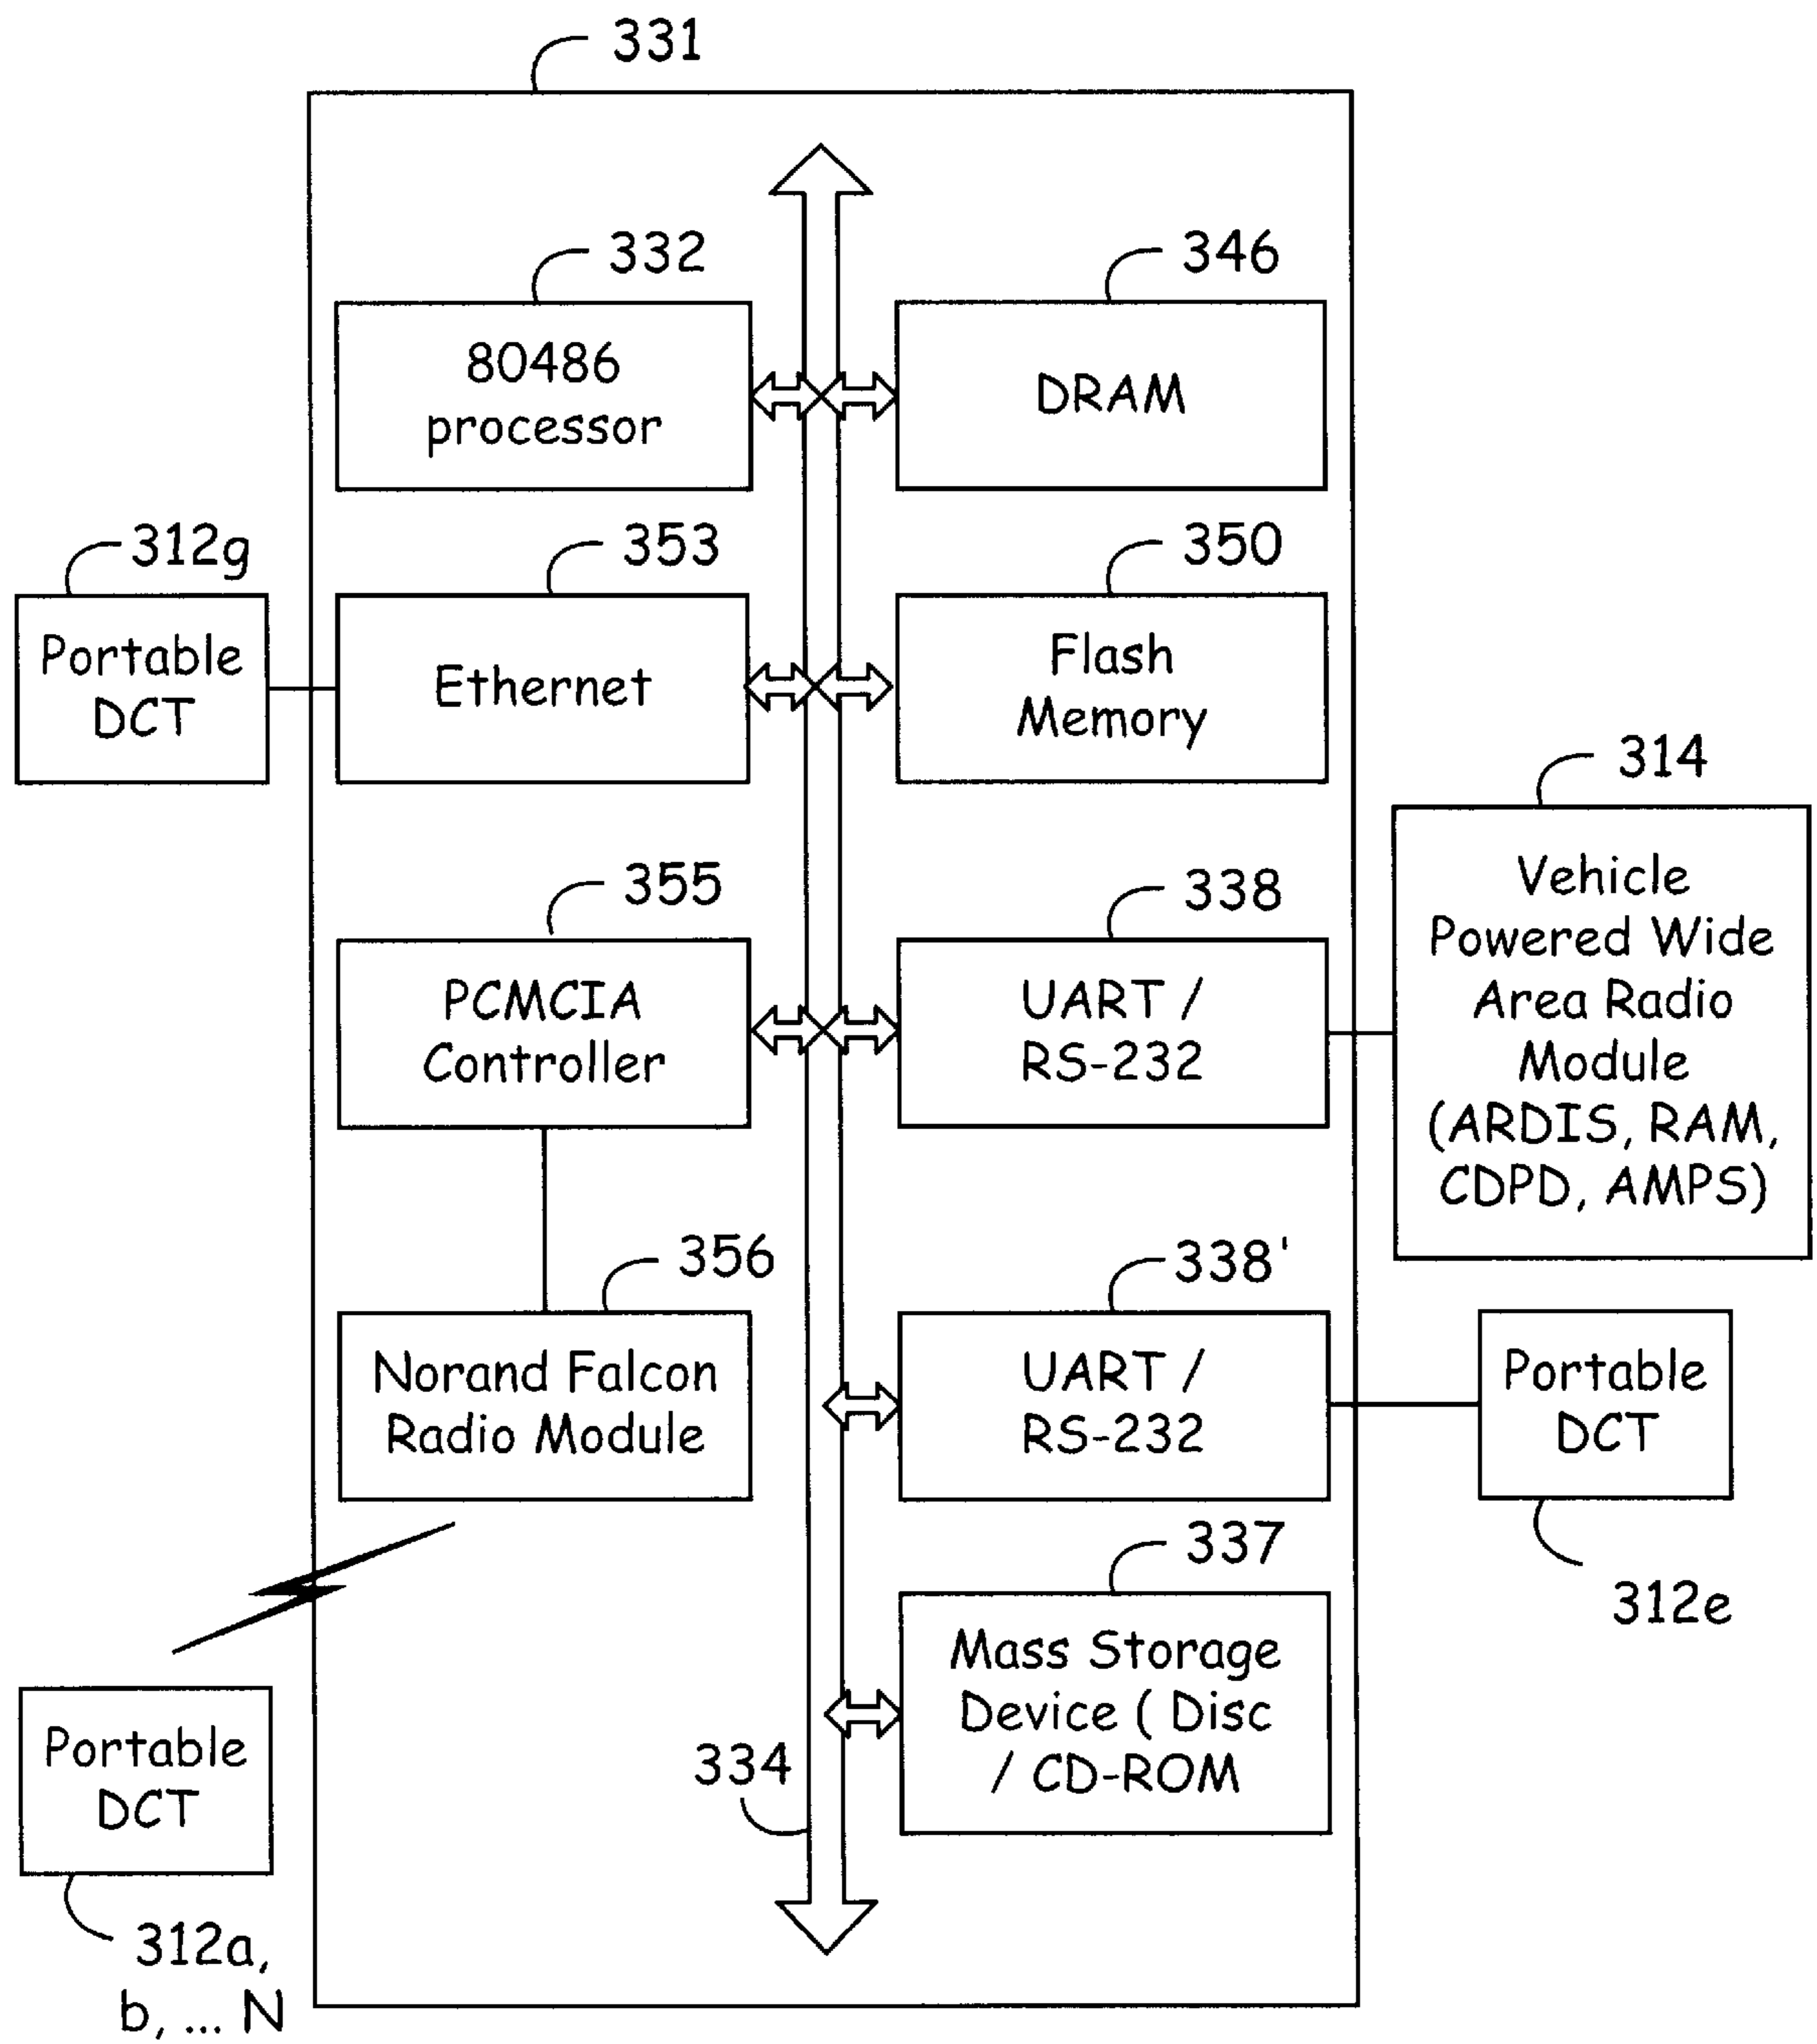 331
332
80486
processor
346
DRAM
312g
Portable
DCT
353
Ethernet
350
Flash
Memory
314
Vehicle
Powered Wide
Area Radio
Module
(ARDIS, RAM,
CDPD, AMPS)
355
PCMCIA
Controller
338
UART /
RS-232
356
Norand Falcon
Radio Module
338'
UART /
RS-232
Portable
DCT
312e
337
Mass Storage
Device ( Disc
/ CD-ROM
334
Portable
DCT
312a,
b, ... N